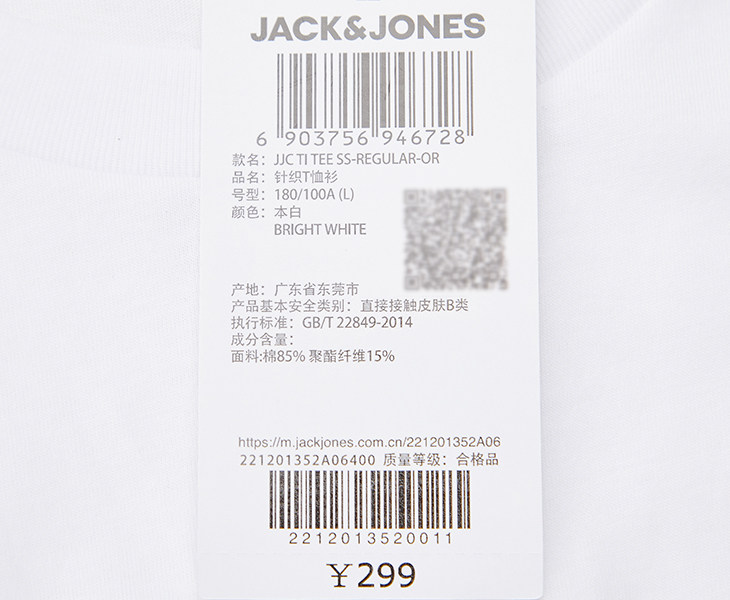 JACK&JONES
6 903756 946728
款名: JJC TI TEE SS-REGULAR-OR
品名: 针织T恤衫
号型: 180/100A (L)
颜色: 本白
BRIGHT WHITE
产地: 广东省东莞市
产品基本安全类别: 直接接触皮肤B类
执行标准: GB/T 22849-2014
成分含量:
面料:棉85% 聚酯纤维15%
https://m.jackjones.com.cn/221201352A06
221201352A06400 质量等级: 合格品
2212013520011
￥299